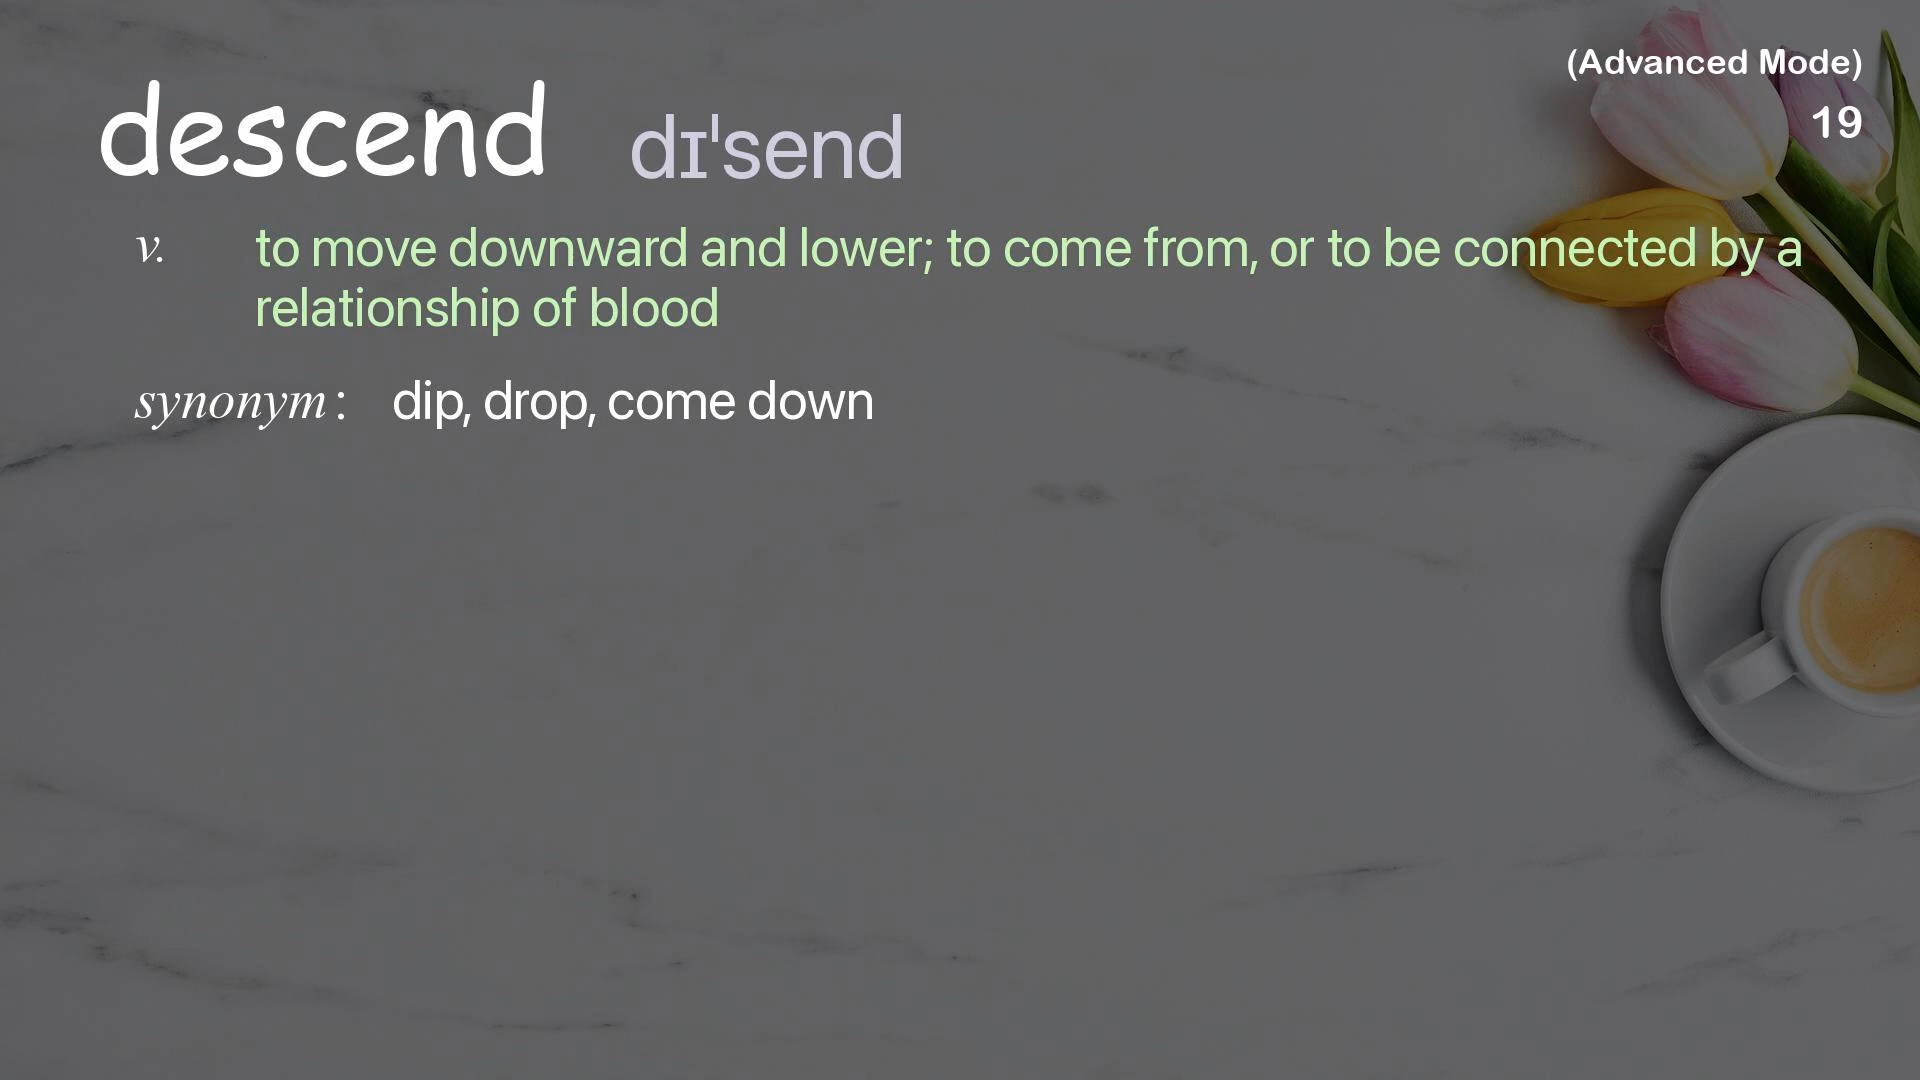 (Advanced Mode)
19
descend dɪˈsend
v. to move downward and lower; to come from, or to be connected by a
relationship of blood
synonym: dip, drop, come down